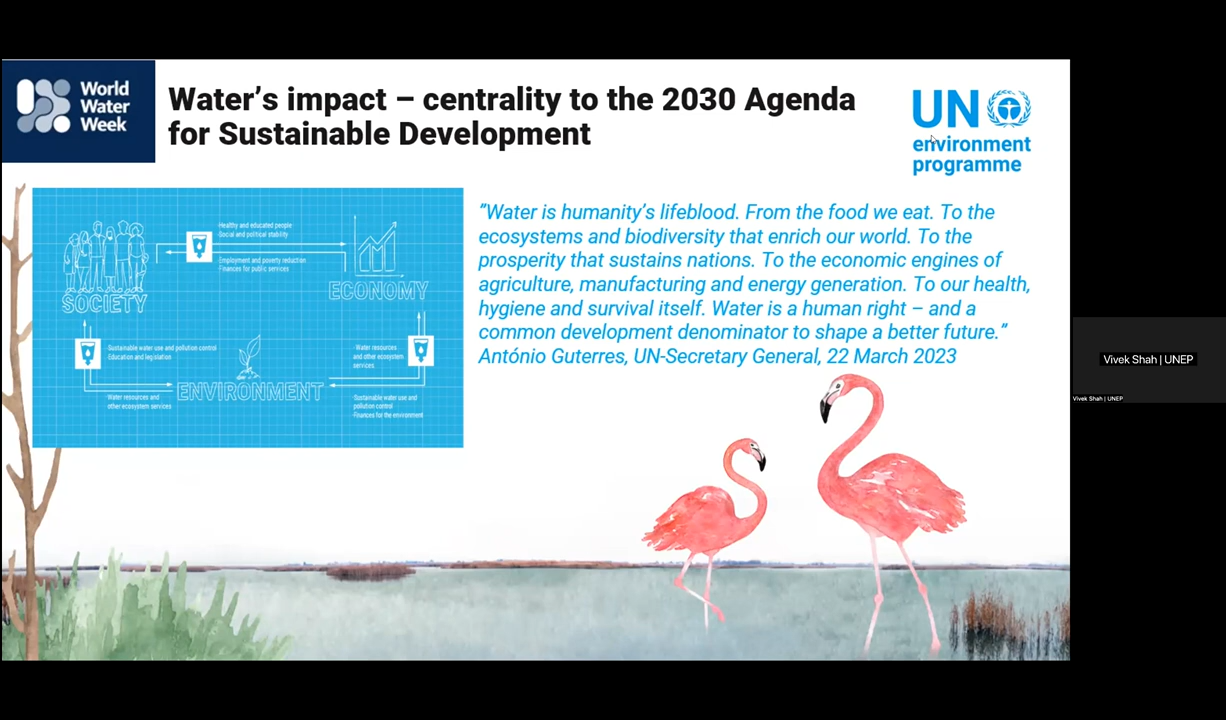 World
Water
Week
Water's impact – centrality to the 2030 Agenda
for Sustainable Development
UN
environment
programme
Healthy and educated people
-Social and political stability
Employment and poverty reduction
-Finances for public services
SOCIETY
ECONOMY
-Sustainable water use and pollution control
-Education and legislation
-Water resources
and other ecosystem
services
ENVIRONMENT
Water resources and
other ecosystem services
-Sustainable water use and
pollution control
-Finances for the environment
“Water is humanity's lifeblood. From the food we eat. To the
ecosystems and biodiversity that enrich our world. To the
prosperity that sustains nations. To the economic engines of
agriculture, manufacturing and energy generation. To our health,
hygiene and survival itself. Water is a human right – and a
common development denominator to shape a better future.”
António Guterres, UN-Secretary General, 22 March 2023
Vivek Shah | UNEP
Vivek Shah | UNEP